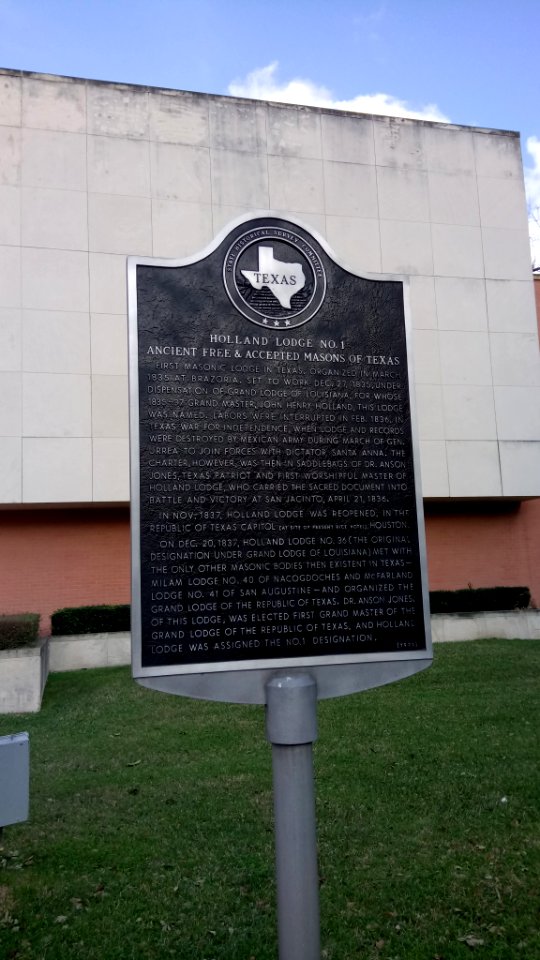 STATE HISTORICAL SURVEY COMMITTEE
TEXAS
HOLLAND LODGE NO. 1
ANCIENT FREE & ACCEPTED MASONS OF TEXAS
FIRST MASONIC LODGE IN TEXAS. ORGANIZED IN MARCH,
1835 AT BRAZORIA. SET TO WORK DEC. 27, 1835, UNDER
DISPENSATION OF GRAND LODGE OF LOUISIANA, FOR WHOSE
GRAND MASTER, JOHN HENRY HOLLAND, THIS LODGE
WAS NAMED. LABORS WERE INTERRUPTED IN FEB. 1836, IN
TEXAS WAR FOR INDEPENDENCE, WHEN LODGE AND RECORDS
WERE DESTROYED BY MEXICAN ARMY DURING MARCH OF GEN.
URREA TO JOIN FORCES WITH DICTATOR SANTA ANNA. THE
CHARTER, HOWEVER, WAS THEN IN SADDLEBAGS OF DR. ANSON
JONES, TEXAS PATRIOT AND FIRST WORSHIPFUL MASTER OF
HOLLAND LODGE, WHO CARRIED THE SACRED DOCUMENT INTO
BATTLE AND VICTORY AT SAN JACINTO, APRIL 21, 1836.
IN NOV., 1837, HOLLAND LODGE WAS REOPENED, IN THE
REPUBLIC OF TEXAS CAPITOL (AT SITE OF PRESENT RICE HOTEL), HOUSTON.
ON DEC. 20, 1837, HOLLAND LODGE NO. 36 (THE ORIGINAL
DESIGNATION UNDER GRAND LODGE OF LOUISIANA) MET WITH
THE ONLY OTHER MASONIC BODIES THEN EXISTENT IN TEXAS—
MILAM LODGE NO. 40 OF NACOGDOCHES AND McFARLAND
LODGE NO. 41 OF SAN AUGUSTINE—AND ORGANIZED THE
GRAND LODGE OF THE REPUBLIC OF TEXAS. DR. ANSON JONES,
OF THIS LODGE, WAS ELECTED FIRST GRAND MASTER OF THE
GRAND LODGE OF THE REPUBLIC OF TEXAS, AND HOLLAND
LODGE WAS ASSIGNED THE NO. 1 DESIGNATION.